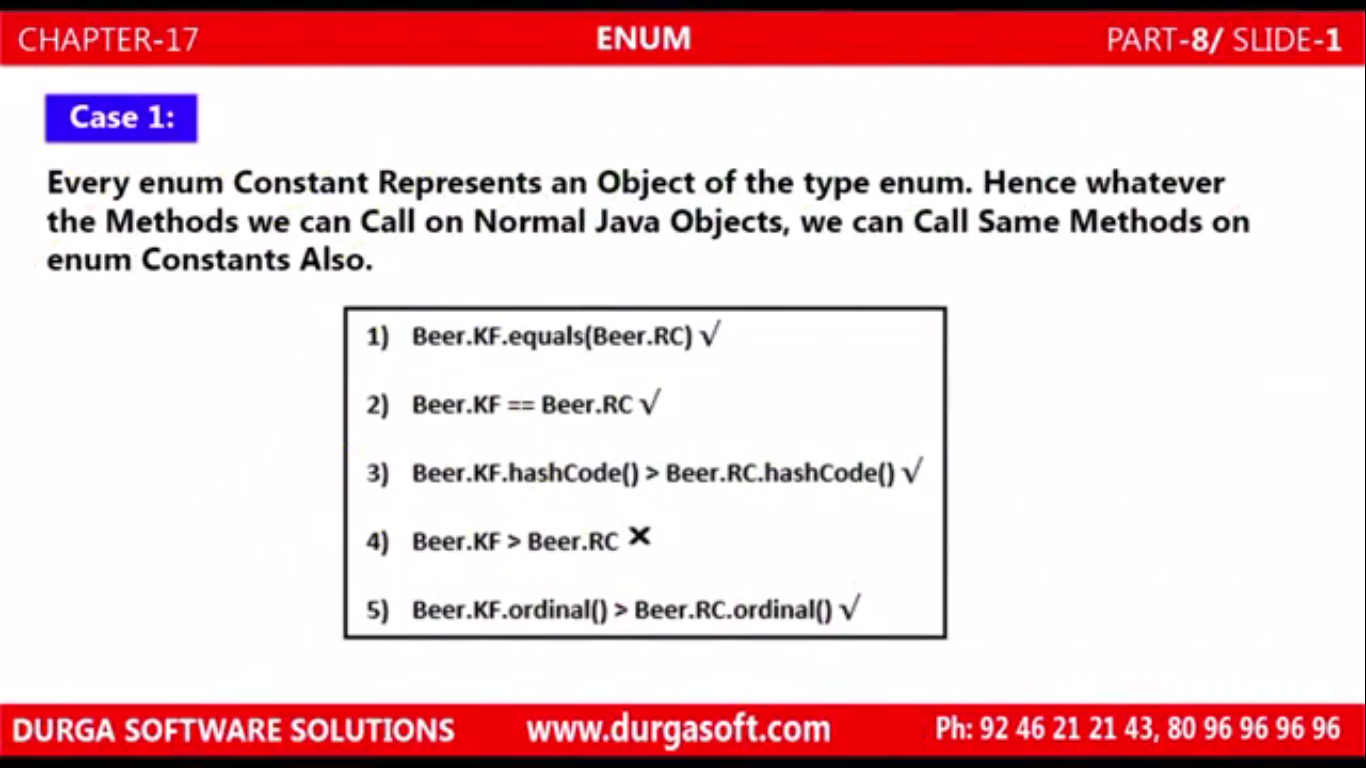 CHAPTER-17 ENUM PART-8/ SLIDE-1
Case 1:
Every enum Constant Represents an Object of the type enum. Hence whatever
the Methods we can Call on Normal Java Objects, we can Call Same Methods on
enum Constants Also.
1) Beer.KF.equals(Beer.RC) √
2) Beer.KF == Beer.RC √
3) Beer.KF.hashCode() > Beer.RC.hashCode() √
4) Beer.KF > Beer.RC ×
5) Beer.KF.ordinal() > Beer.RC.ordinal() √
DURGA SOFTWARE SOLUTIONS www.durgasoft.com Ph: 92 46 21 21 43, 80 96 96 96 96